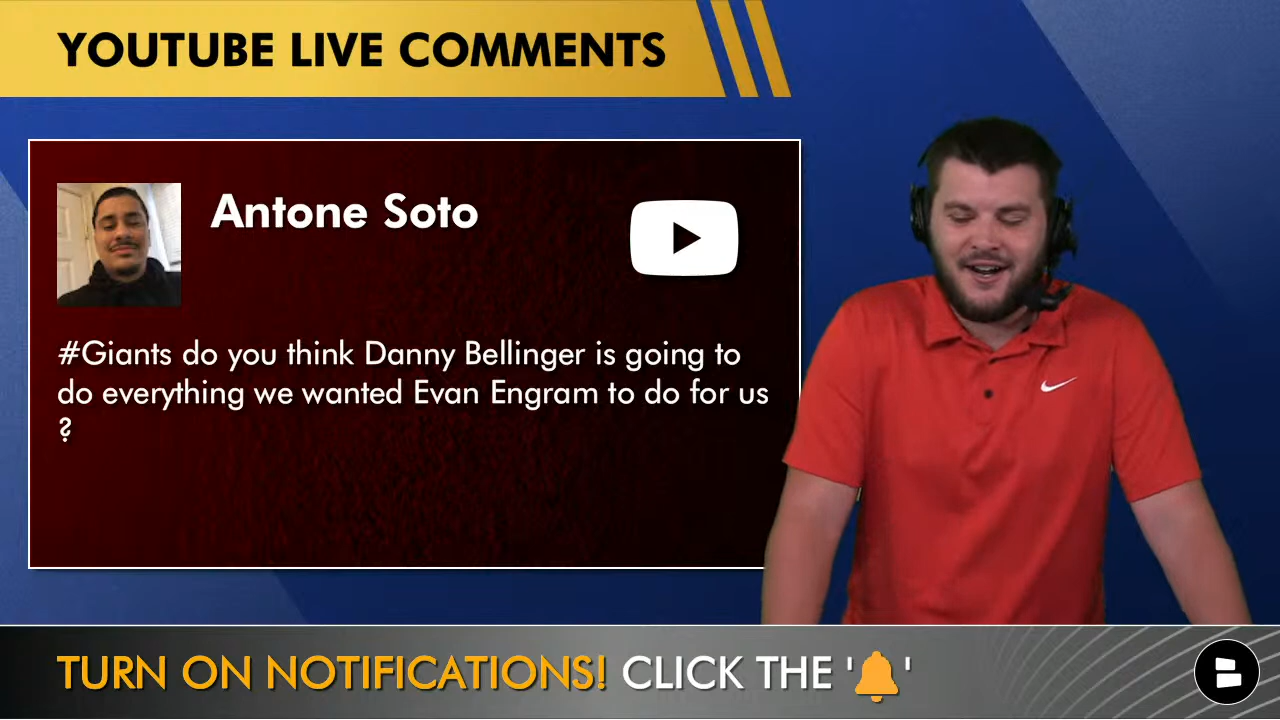 YOUTUBE LIVE COMMENTS
Antone Soto
#Giants do you think Danny Bellinger is going to
do everything we wanted Evan Engram to do for us
?
TURN ON NOTIFICATIONS! CLICK THE '🔔'